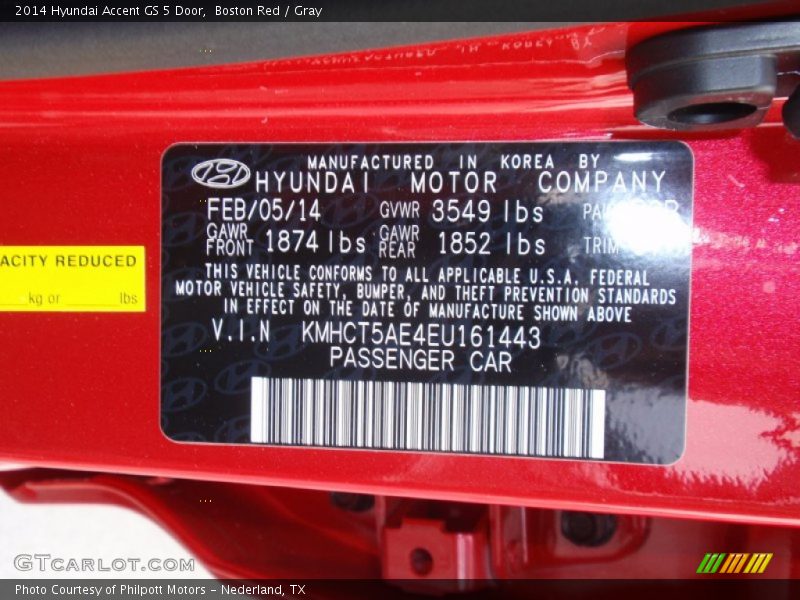 2014 Hyundai Accent GS 5 Door, Boston Red / Gray
MANUFACTURED IN KOREA BY
HYUNDAI MOTOR COMPANY
FEB/05/14 GVWR 3549 lbs
GAWR FRONT 1874 lbs GAWR REAR 1852 lbs TRIM
THIS VEHICLE CONFORMS TO ALL APPLICABLE U.S.A. FEDERAL
MOTOR VEHICLE SAFETY, BUMPER, AND THEFT PREVENTION STANDARDS
IN EFFECT ON THE DATE OF MANUFACTURE SHOWN ABOVE
V.I.N KMHCT5AE4EU161443
PASSENGER CAR
ACITY REDUCED
kg or lbs
GTCARLOT.COM
Photo Courtesy of Philpott Motors - Nederland, TX